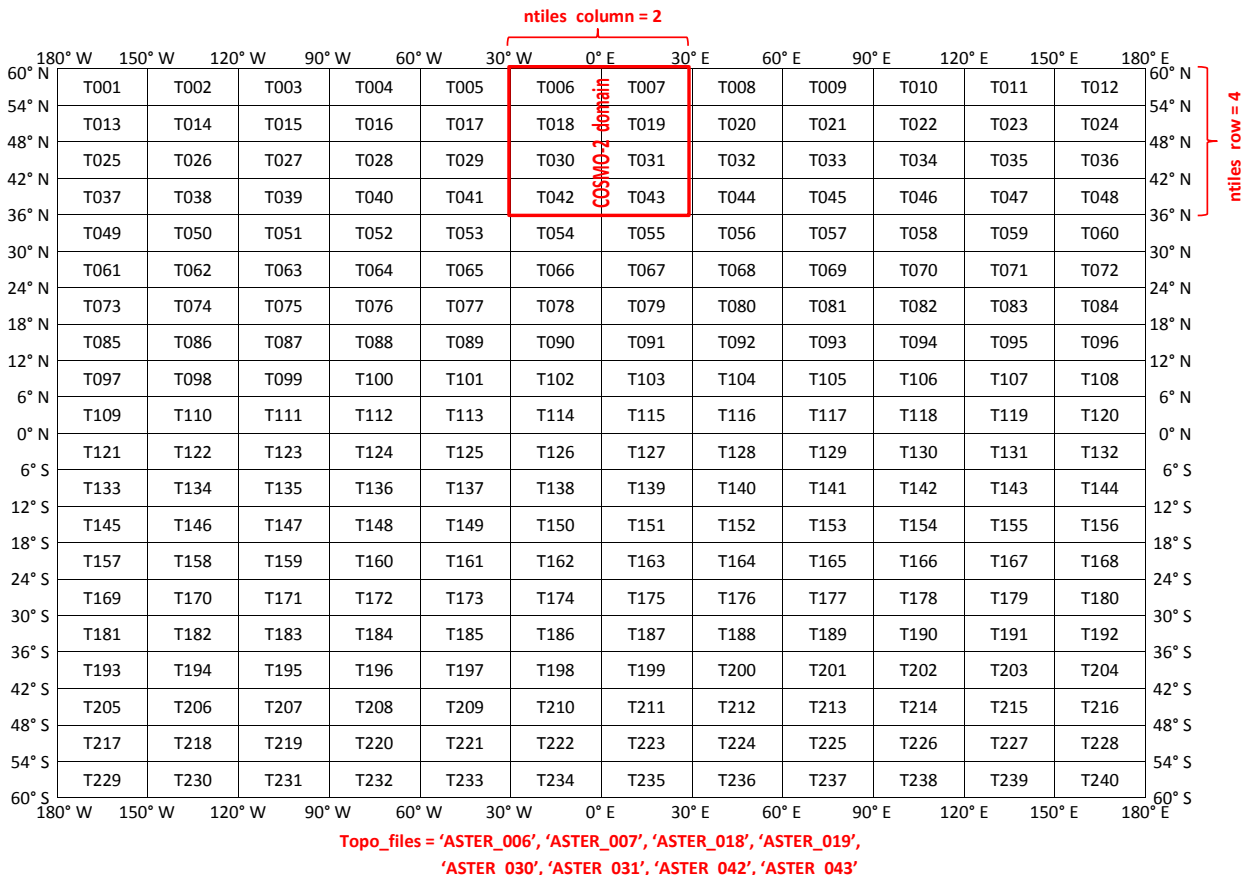 ntiles column = 2
180° W 150° W 120° W 90° W 60° W 30° W 0° E 30° E 60° E 90° E 120° E 150° E 180° E
60° N 60° N
T001 T002 T003 T004 T005 T006 T007 T008 T009 T010 T011 T012
54° N 54° N
T013 T014 T015 T016 T017 T018 T019 T020 T021 T022 T023 T024
48° N 48° N
T025 T026 T027 T028 T029 T030 T031 T032 T033 T034 T035 T036
42° N 42° N
T037 T038 T039 T040 T041 T042 T043 T044 T045 T046 T047 T048
36° N 36° N
COSMO-2 domain
ntiles row = 4
T049 T050 T051 T052 T053 T054 T055 T056 T057 T058 T059 T060
30° N 30° N
T061 T062 T063 T064 T065 T066 T067 T068 T069 T070 T071 T072
24° N 24° N
T073 T074 T075 T076 T077 T078 T079 T080 T081 T082 T083 T084
18° N 18° N
T085 T086 T087 T088 T089 T090 T091 T092 T093 T094 T095 T096
12° N 12° N
T097 T098 T099 T100 T101 T102 T103 T104 T105 T106 T107 T108
6° N 6° N
T109 T110 T111 T112 T113 T114 T115 T116 T117 T118 T119 T120
0° N 0° N
T121 T122 T123 T124 T125 T126 T127 T128 T129 T130 T131 T132
6° S 6° S
T133 T134 T135 T136 T137 T138 T139 T140 T141 T142 T143 T144
12° S 12° S
T145 T146 T147 T148 T149 T150 T151 T152 T153 T154 T155 T156
18° S 18° S
T157 T158 T159 T160 T161 T162 T163 T164 T165 T166 T167 T168
24° S 24° S
T169 T170 T171 T172 T173 T174 T175 T176 T177 T178 T179 T180
30° S 30° S
T181 T182 T183 T184 T185 T186 T187 T188 T189 T190 T191 T192
36° S 36° S
T193 T194 T195 T196 T197 T198 T199 T200 T201 T202 T203 T204
42° S 42° S
T205 T206 T207 T208 T209 T210 T211 T212 T213 T214 T215 T216
48° S 48° S
T217 T218 T219 T220 T221 T222 T223 T224 T225 T226 T227 T228
54° S 54° S
T229 T230 T231 T232 T233 T234 T235 T236 T237 T238 T239 T240
60° S 60° S
180° W 150° W 120° W 90° W 60° W 30° W 0° E 30° E 60° E 90° E 120° E 150° E 180° E
Topo_files = ‘ASTER_006’, ‘ASTER_007’, ‘ASTER_018’, ‘ASTER_019’,
‘ASTER 030’, ‘ASTER 031’, ‘ASTER 042’, ‘ASTER 043’